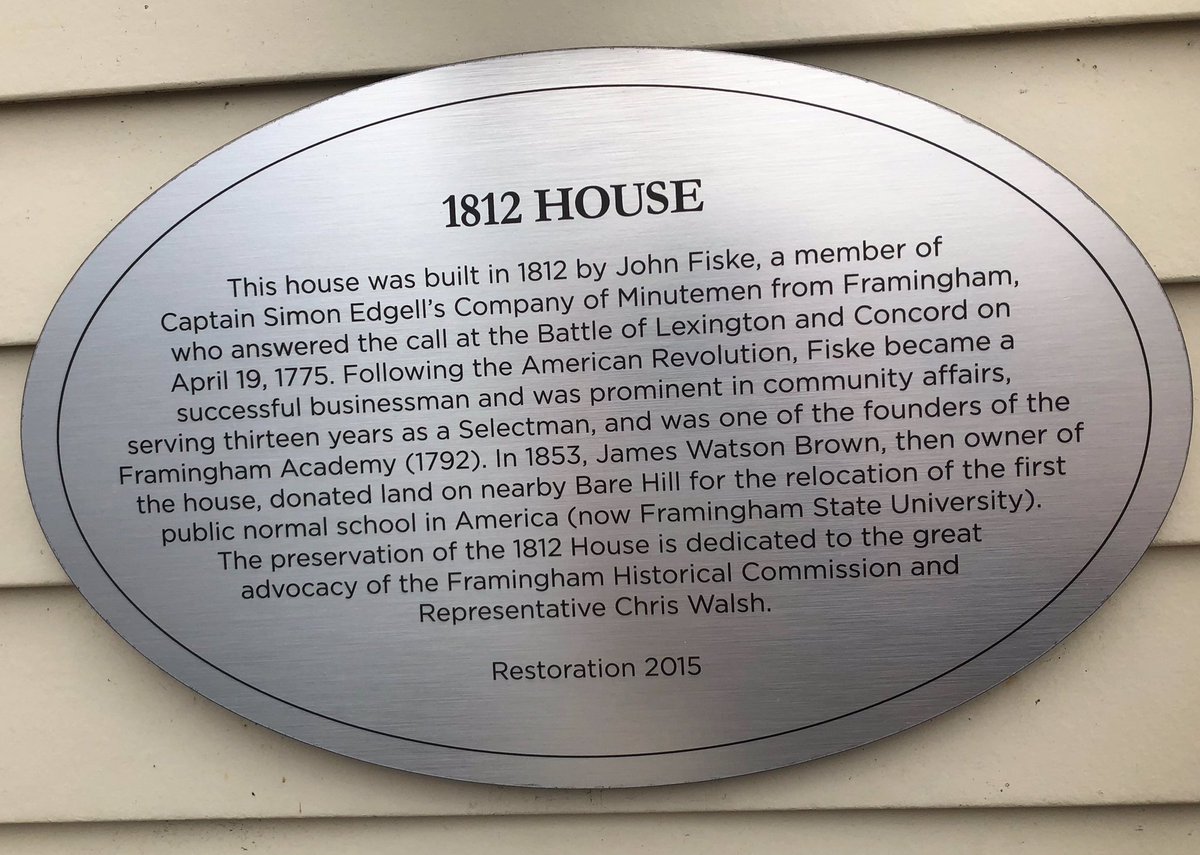 1812 HOUSE
This house was built in 1812 by John Fiske, a member of
Captain Simon Edgell’s Company of Minutemen from Framingham,
who answered the call at the Battle of Lexington and Concord on
April 19, 1775. Following the American Revolution, Fiske became a
successful businessman and was prominent in community affairs,
serving thirteen years as a Selectman, and was one of the founders of the
Framingham Academy (1792). In 1853, James Watson Brown, then owner of
the house, donated land on nearby Bare Hill for the relocation of the first
public normal school in America (now Framingham State University).
The preservation of the 1812 House is dedicated to the great
advocacy of the Framingham Historical Commission and
Representative Chris Walsh.
Restoration 2015